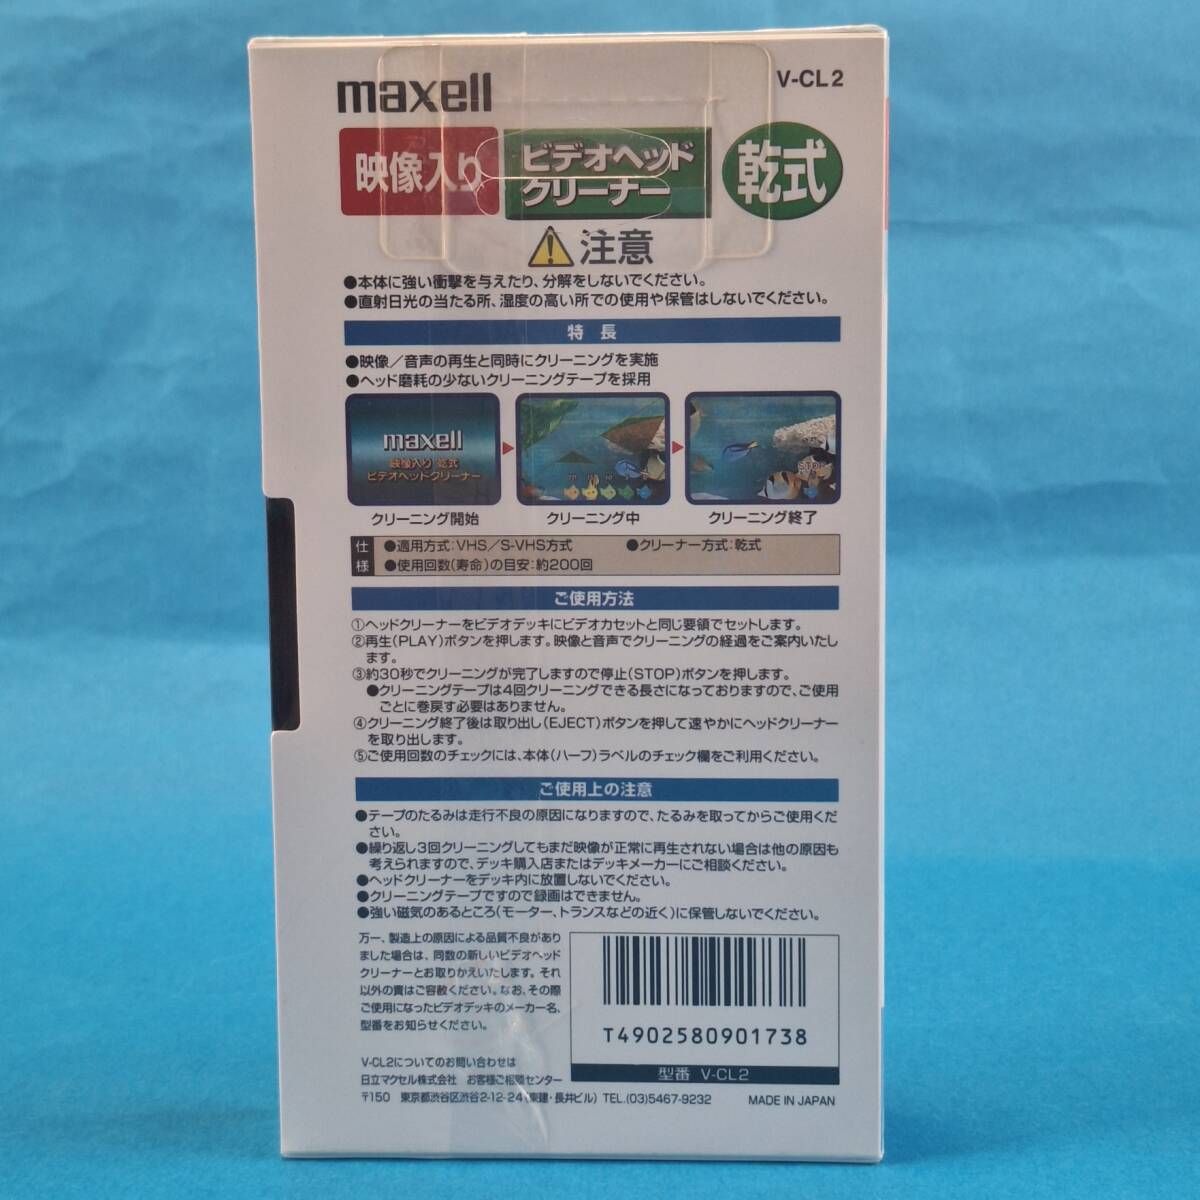 maxell
V-CL2
映像入り
ビデオヘッド
クリーナー
乾式
注意
●本体に強い衝撃を与えたり、分解をしないでください。
●直射日光の当たる所、湿度の高い所での使用や保管はしないでください。
特長
●映像／音声の再生と同時にクリーニングを実施
●ヘッド磨耗の少ないクリーニングテープを採用
maxell
映像入り 乾式
ビデオヘッドクリーナー
STOP
クリーニング開始
クリーニング中
クリーニング終了
仕様
●適用方式：VHS／S-VHS方式 ●クリーナー方式：乾式
●使用回数（寿命）の目安：約200回
ご使用方法
①ヘッドクリーナーをビデオデッキにビデオカセットと同じ要領でセットします。
②再生（PLAY）ボタンを押します。映像と音声でクリーニングの経過をご案内いたし
ます。
③約30秒でクリーニングが完了しますので停止（STOP）ボタンを押します。
●クリーニングテープは4回クリーニングできる長さになっておりますので、ご使用
ごとに巻戻す必要はありません。
④クリーニング終了後は取り出し（EJECT）ボタンを押して速やかにヘッドクリーナー
を取り出します。
⑤ご使用回数のチェックには、本体（ハーフ）ラベルのチェック欄をご利用ください。
ご使用上の注意
●テープのたるみは走行不良の原因になりますので、たるみを取ってからご使用くだ
さい。
●繰り返し3回クリーニングしてもまだ映像が正常に再生されない場合は他の原因も
考えられますので、デッキ購入店またはデッキメーカーにご相談ください。
●ヘッドクリーナーをデッキ内に放置しないでください。
●クリーニングテープですので録画はできません。
●強い磁気のあるところ（モーター、トランスなどの近く）に保管しないでください。
万一、製造上の原因による品質不良があり
ました場合は、同数の新しいビデオヘッド
クリーナーとお取りかえいたします。それ
以外の責はご容赦ください。なお、その際
ご使用になったビデオデッキのメーカー名、
型番をお知らせください。
T4902580901738
型番 V-CL2
V-CL2についてのお問い合わせは
日立マクセル株式会社 お客様ご相談センター
〒150 東京都渋谷区渋谷2-12-24（東建・長井ビル） TEL.(03)5467-9232
MADE IN JAPAN